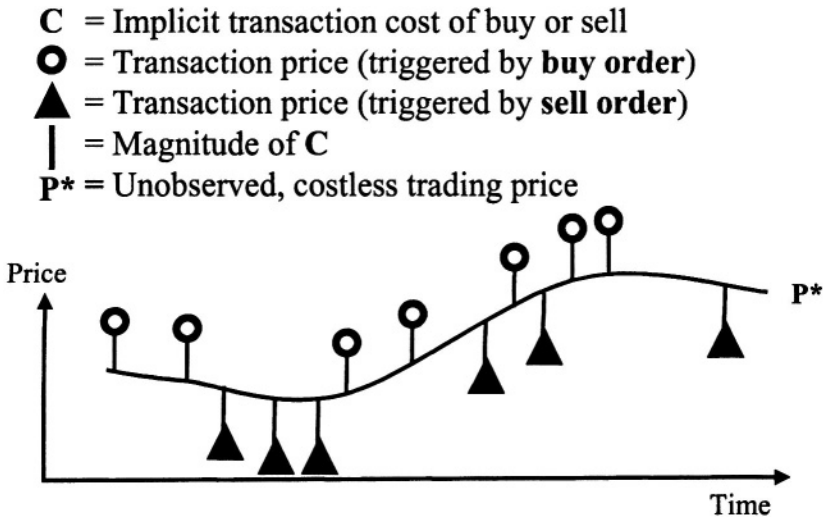 C = Implicit transaction cost of buy or sell
= Transaction price (triggered by buy order)
= Transaction price (triggered by sell order)
= Magnitude of C
P* = Unobserved, costless trading price
Price
P*
Time